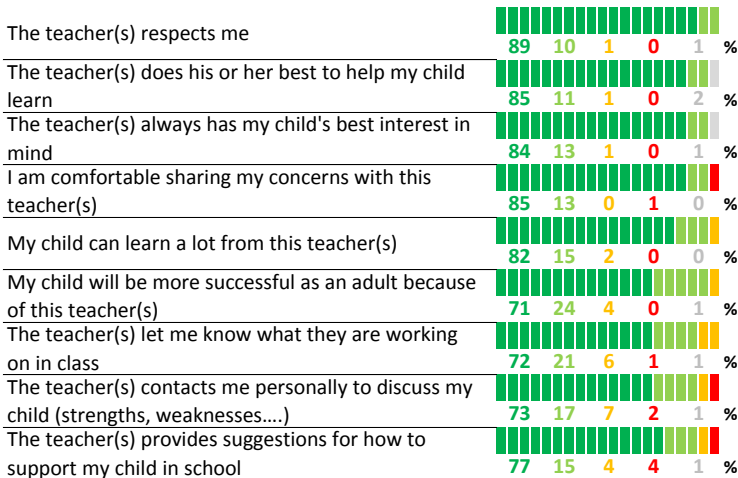 The teacher(s) respects me
89 10 1 0 1 %
The teacher(s) does his or her best to help my child
learn
85 11 1 0 2 %
The teacher(s) always has my child's best interest in
mind
84 13 1 0 1 %
I am comfortable sharing my concerns with this
teacher(s)
85 13 0 1 0 %
My child can learn a lot from this teacher(s)
82 15 2 0 0 %
My child will be more successful as an adult because
of this teacher(s)
71 24 4 0 1 %
The teacher(s) let me know what they are working
on in class
72 21 6 1 1 %
The teacher(s) contacts me personally to discuss my
child (strengths, weaknesses....)
73 17 7 2 1 %
The teacher(s) provides suggestions for how to
support my child in school
77 15 4 4 1 %